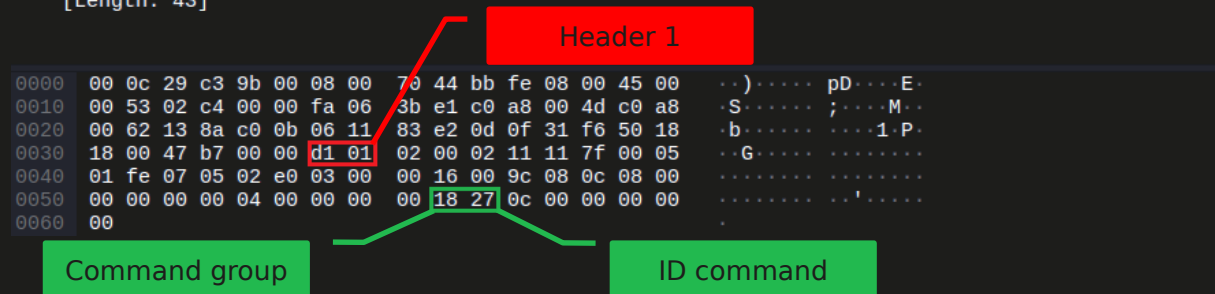 [Length: 43]
Header 1
0000 00 0c 29 c3 9b 00 08 00 70 44 bb fe 08 00 45 00 ··)····· pD····E·
0010 00 53 02 c4 00 00 fa 06 3b e1 c0 a8 00 4d c0 a8 ·S······ ;····M··
0020 00 62 13 8a c0 0b 06 11 83 e2 0d 0f 31 f6 50 18 ·b······ ····1·P·
0030 18 00 47 b7 00 00 d1 01 02 00 02 11 11 7f 00 05 ··G····· ········
0040 01 fe 07 05 02 e0 03 00 00 16 00 9c 08 0c 08 00 ········ ········
0050 00 00 00 00 04 00 00 00 00 18 27 0c 00 00 00 00 ········ ··'·····
0060 00 ·
Command group
ID command